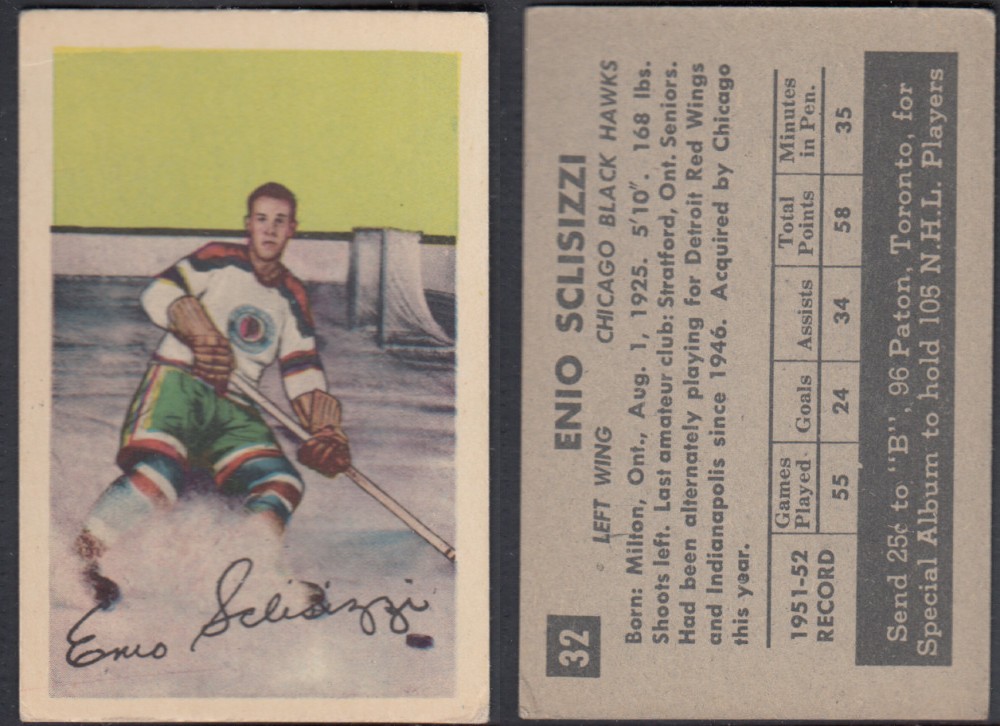 Enio Sclisizzi
32
ENIO SCLISIZZI
LEFT WING CHICAGO BLACK HAWKS
Born: Milton, Ont., Aug. 1, 1925. 5'10". 168 lbs.
Shoots left. Last amateur club: Stratford, Ont. Seniors.
Had been alternately playing for Detroit Red Wings
and Indianapolis since 1946. Acquired by Chicago
this year.
1951-52 RECORD
Games Played Goals Assists Total Points Minutes in Pen.
55 24 34 58 35
Send 25¢ to "B", 96 Paton, Toronto, for
Special Album to hold 105 N.H.L. Players